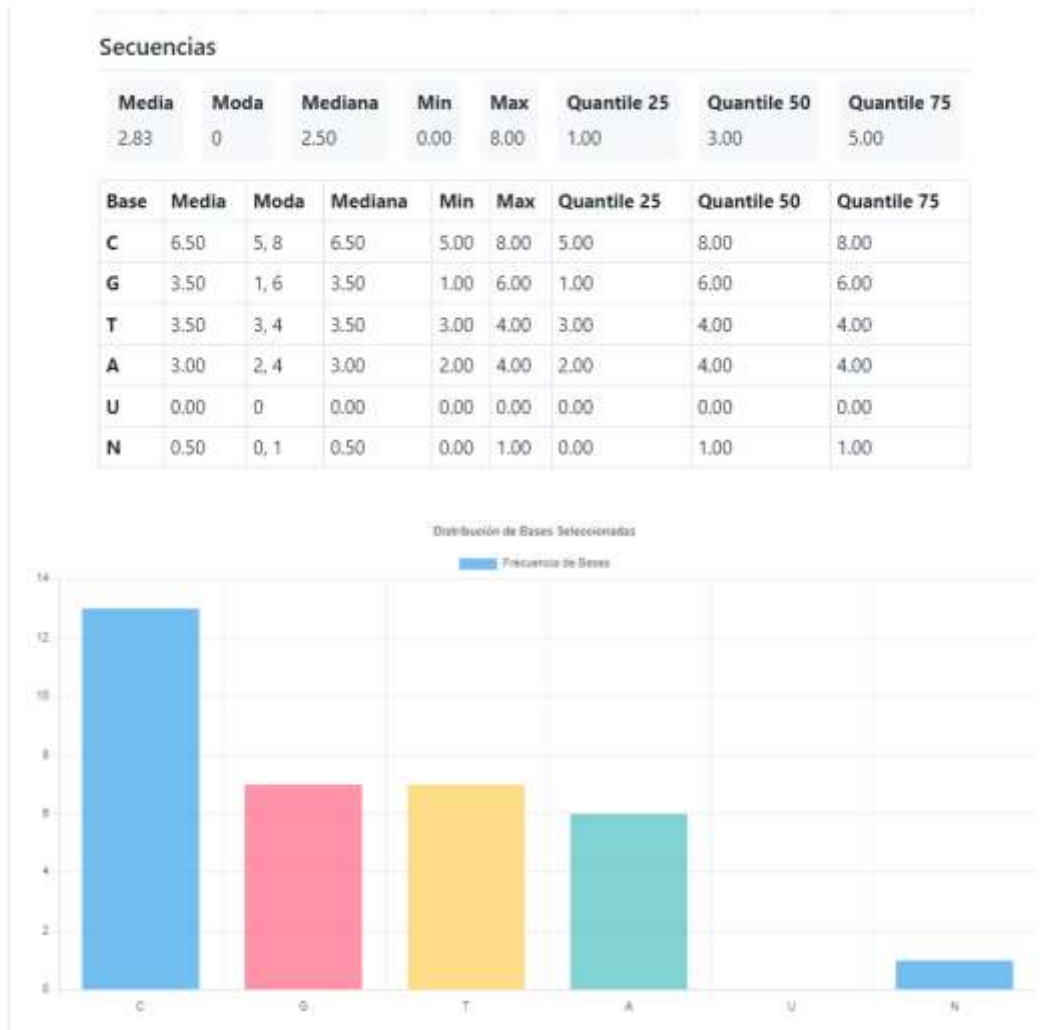 Secuencias
Media Moda Mediana Min Max Quantile 25 Quantile 50 Quantile 75
2.83 0 2.50 0.00 8.00 1.00 3.00 5.00
Base Media Moda Mediana Min Max Quantile 25 Quantile 50 Quantile 75
C 6.50 5, 8 6.50 5.00 8.00 5.00 8.00 8.00
G 3.50 1, 6 3.50 1.00 6.00 1.00 6.00 6.00
T 3.50 3, 4 3.50 3.00 4.00 3.00 4.00 4.00
A 3.00 2, 4 3.00 2.00 4.00 2.00 4.00 4.00
U 0.00 0 0.00 0.00 0.00 0.00 0.00 0.00
N 0.50 0, 1 0.50 0.00 1.00 0.00 1.00 1.00
Distribución de Bases Seleccionadas
Frecuencia de Bases
14
12
10
8
6
4
2
0
C G T A U N